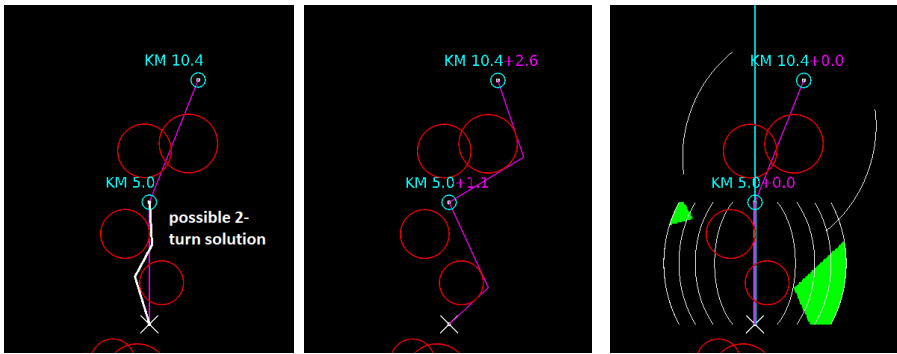 KM 10.4
KM 5.0
possible 2-
turn solution
KM 10.4+2.6
KM 5.0+1.1
KM 10.4+0.0
KM 5.0+0.0